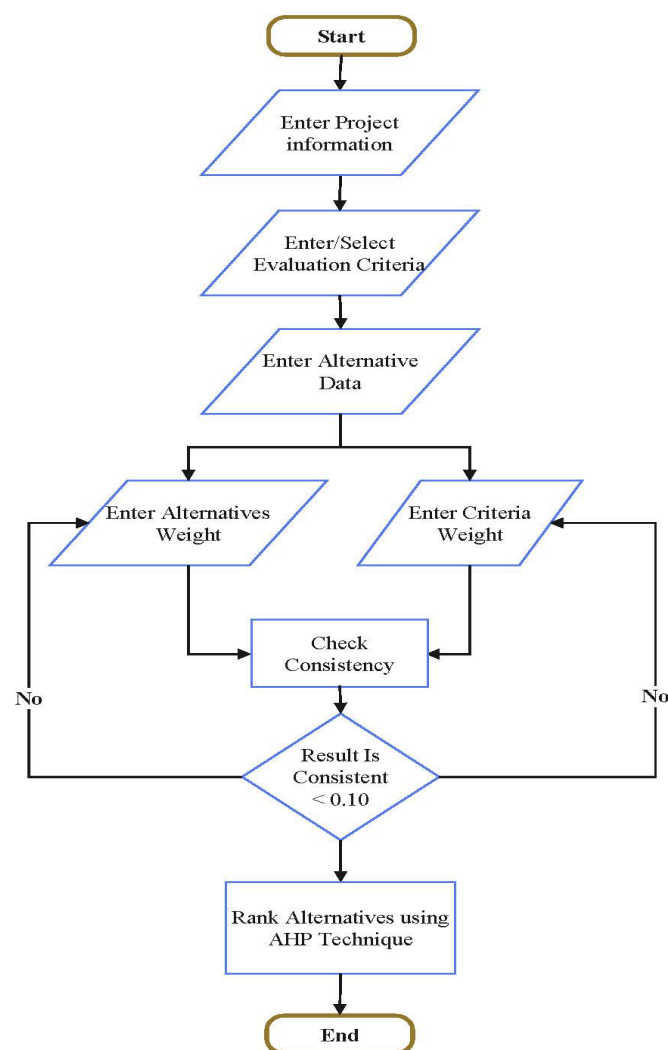 Start
Enter Project
information
Enter/Select
Evaluation Criteria
Enter Alternative
Data
Enter Alternatives
Weight
Enter Criteria
Weight
Check
Consistency
No
No
Result Is
Consistent
< 0.10
Rank Alternatives using
AHP Technique
End